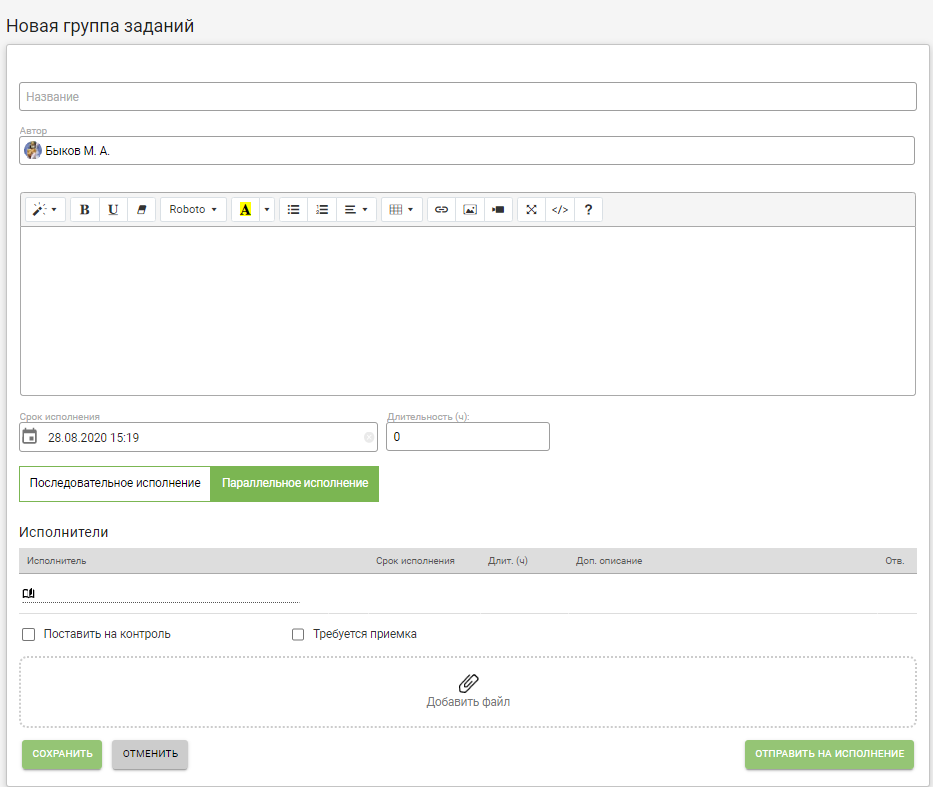 Новая группа заданий
Название
Автор
Быков М. А.
B U Roboto A </> ?
Срок исполнения Длительность (ч):
28.08.2020 15:19 0
Последовательное исполнение Параллельное исполнение
Исполнители
Исполнитель Срок исполнения Длит. (ч) Доп. описание Отв.
Поставить на контроль Требуется приемка
Добавить файл
СОХРАНИТЬ ОТМЕНИТЬ ОТПРАВИТЬ НА ИСПОЛНЕНИЕ